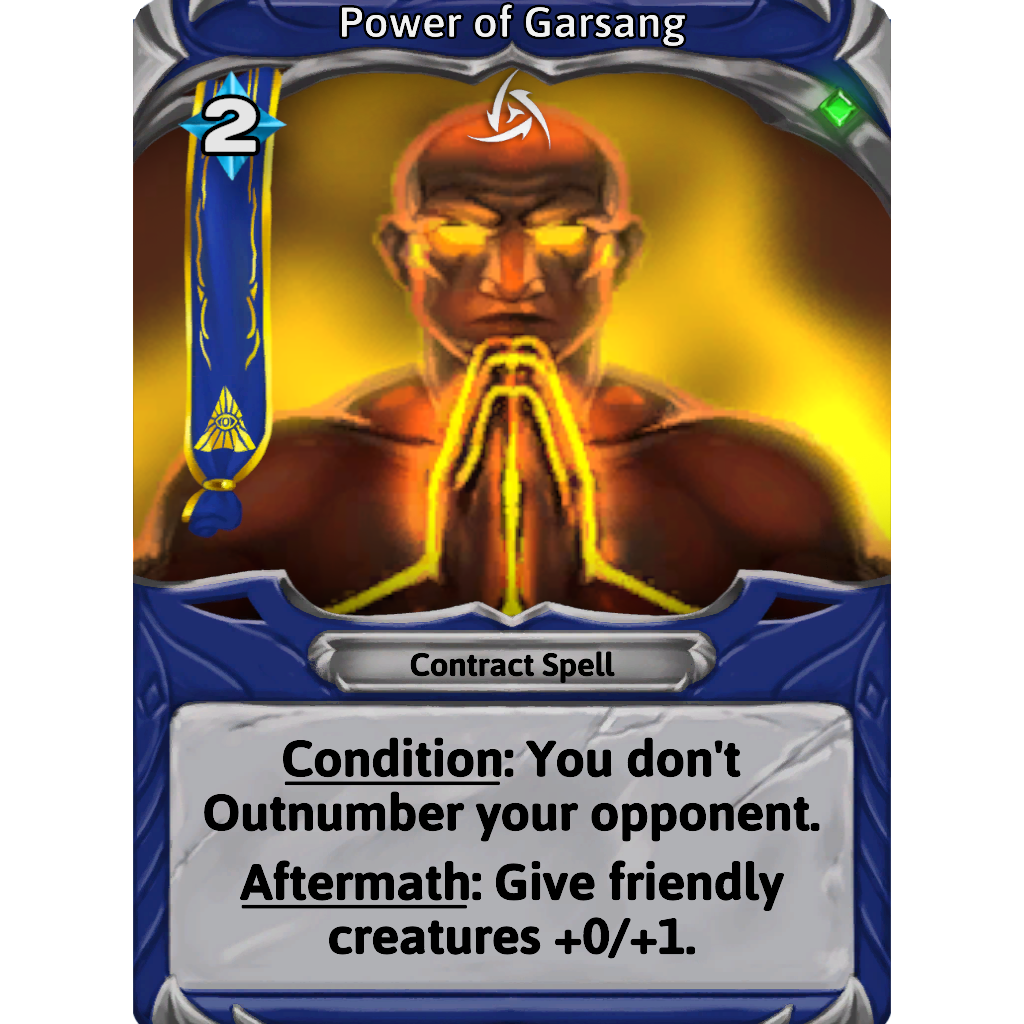 Power of Garsang
2
Contract Spell
Condition: You don't
Outnumber your opponent.
Aftermath: Give friendly
creatures +0/+1.